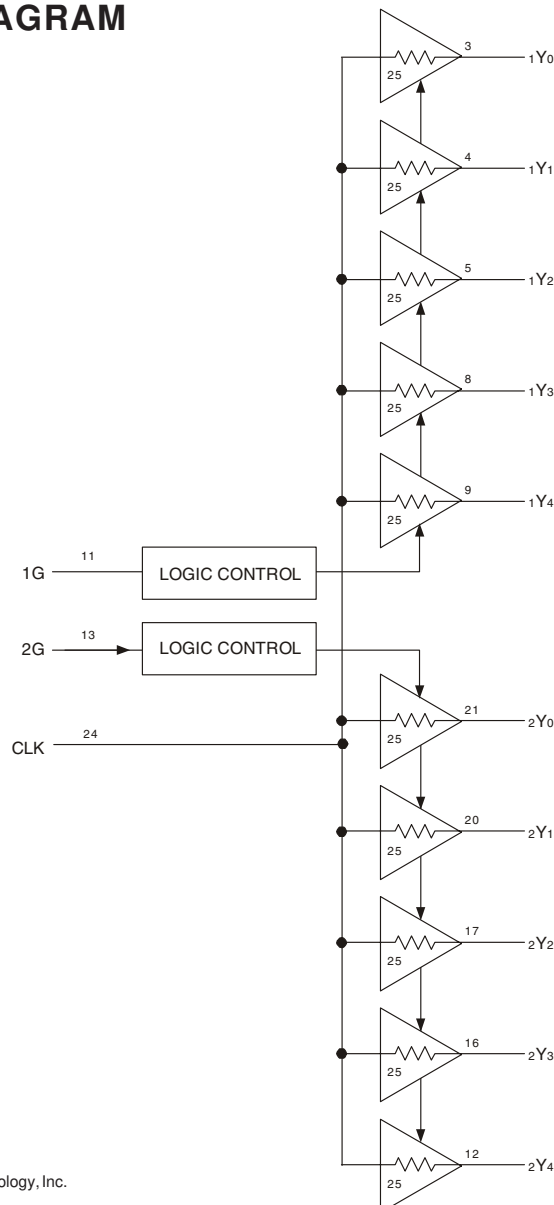 AGRAM
3
1Y0
25
4
1Y1
25
5
1Y2
25
8
1Y3
25
9
1Y4
25
11
1G
LOGIC CONTROL
13
2G
LOGIC CONTROL
21
2Y0
25
24
CLK
20
2Y1
25
17
2Y2
25
16
2Y3
25
12
2Y4
25
ology, Inc.